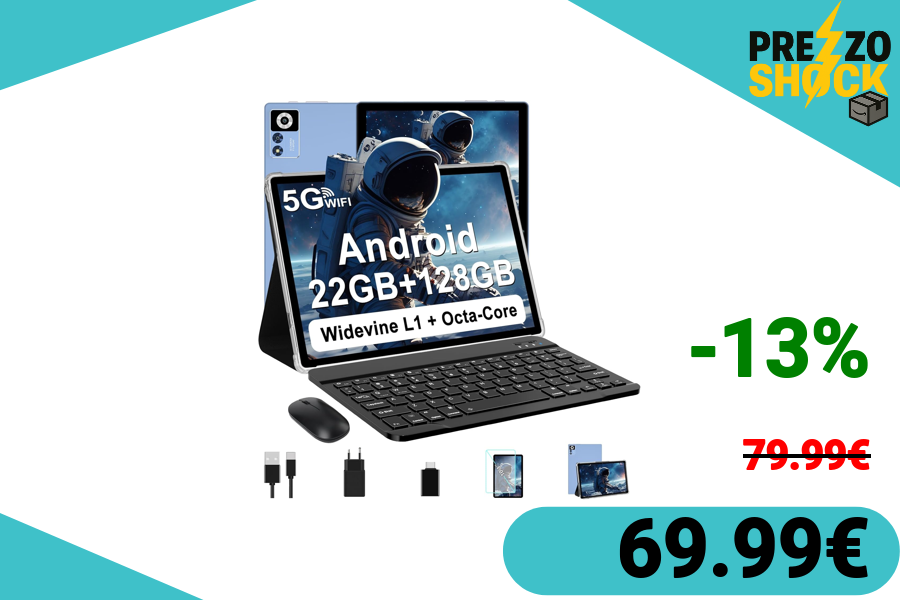 PREZZO
SHOCK
5G WIFI
Android
22GB+128GB
Widevine L1 + Octa-Core
-13%
79.99€
69.99€